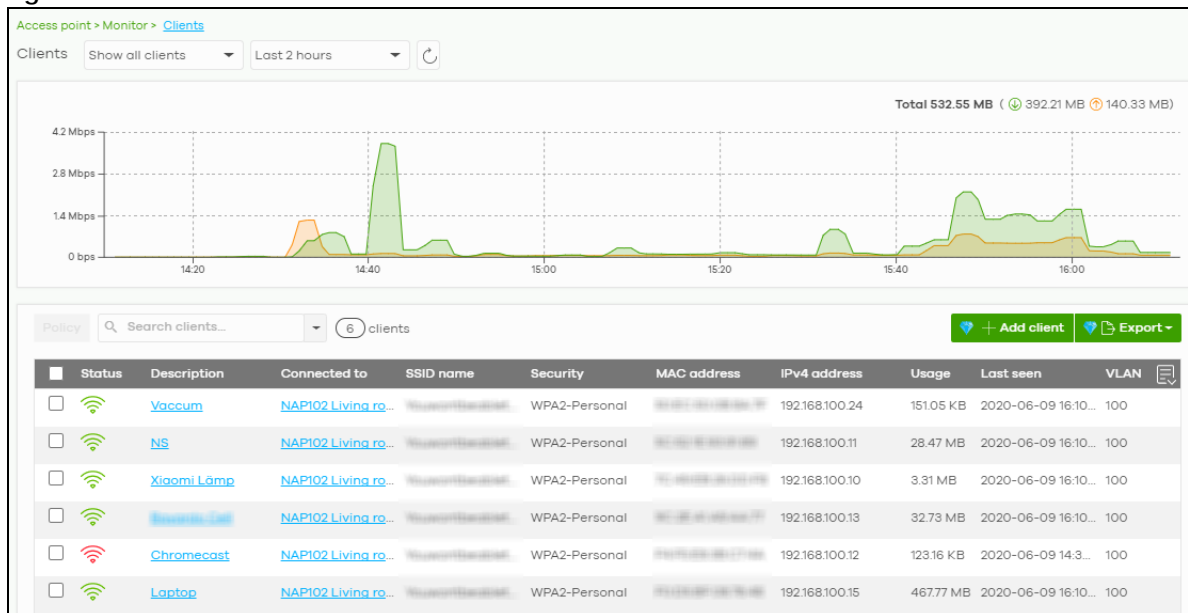 Access point > Monitor > Clients
Clients Show all clients Last 2 hours
Total 532.55 MB ( 392.21 MB 140.33 MB)
4.2 Mbps
2.8 Mbps
1.4 Mbps
0 bps
14:20 14:40 15:00 15:20 15:40 16:00
Policy Search clients... 6 clients + Add client Export
Status Description Connected to SSID name Security MAC address IPv4 address Usage Last seen VLAN
Vaccum NAP102 Living ro... WPA2-Personal 192.168.100.24 151.05 KB 2020-06-09 16:10... 100
NS NAP102 Living ro... WPA2-Personal 192.168.100.11 28.47 MB 2020-06-09 16:10... 100
Xiaomi Lämp NAP102 Living ro... WPA2-Personal 192.168.100.10 3.31 MB 2020-06-09 16:10... 100
NAP102 Living ro... WPA2-Personal 192.168.100.13 32.73 MB 2020-06-09 16:10... 100
Chromecast NAP102 Living ro... WPA2-Personal 192.168.100.12 123.16 KB 2020-06-09 14:3... 100
Laptop NAP102 Living ro... WPA2-Personal 192.168.100.15 467.77 MB 2020-06-09 16:10... 100